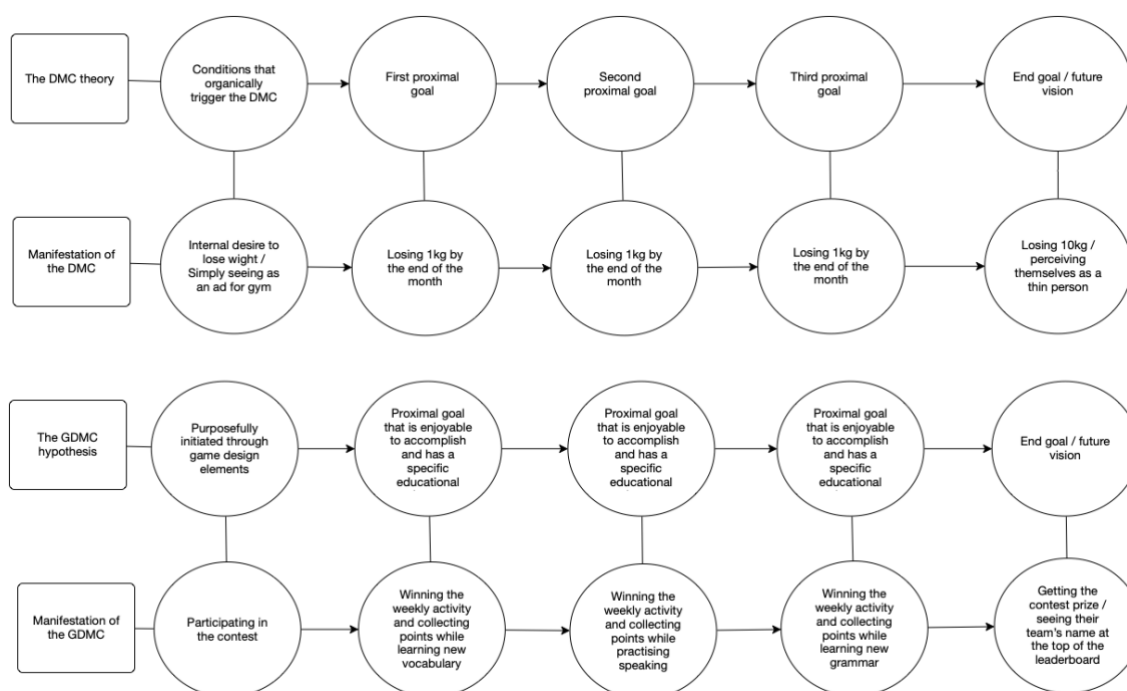 The DMC theory
Conditions that
organically
trigger the DMC
First proximal
goal
Second
proximal goal
Third proximal
goal
End goal / future
vision
Manifestation of
the DMC
Internal desire to
lose wight /
Simply seeing as
an ad for gym
Losing 1kg by
the end of the
month
Losing 1kg by
the end of the
month
Losing 1kg by
the end of the
month
Losing 10kg /
perceiving
themselves as a
thin person
The GDMC
hypothesis
Purposefully
initiated through
game design
elements
Proximal goal
that is enjoyable
to accomplish
and has a
specific
educational
Proximal goal
that is enjoyable
to accomplish
and has a
specific
educational
Proximal goal
that is enjoyable
to accomplish
and has a
specific
educational
End goal / future
vision
Manifestation of
the GDMC
Participating in
the contest
Winning the
weekly activity
and collecting
points while
learning new
vocabulary
Winning the
weekly activity
and collecting
points while
practising
speaking
Winning the
weekly activity
and collecting
points while
learning new
grammar
Getting the
contest prize /
seeing their
team's name at
the top of the
leaderboard